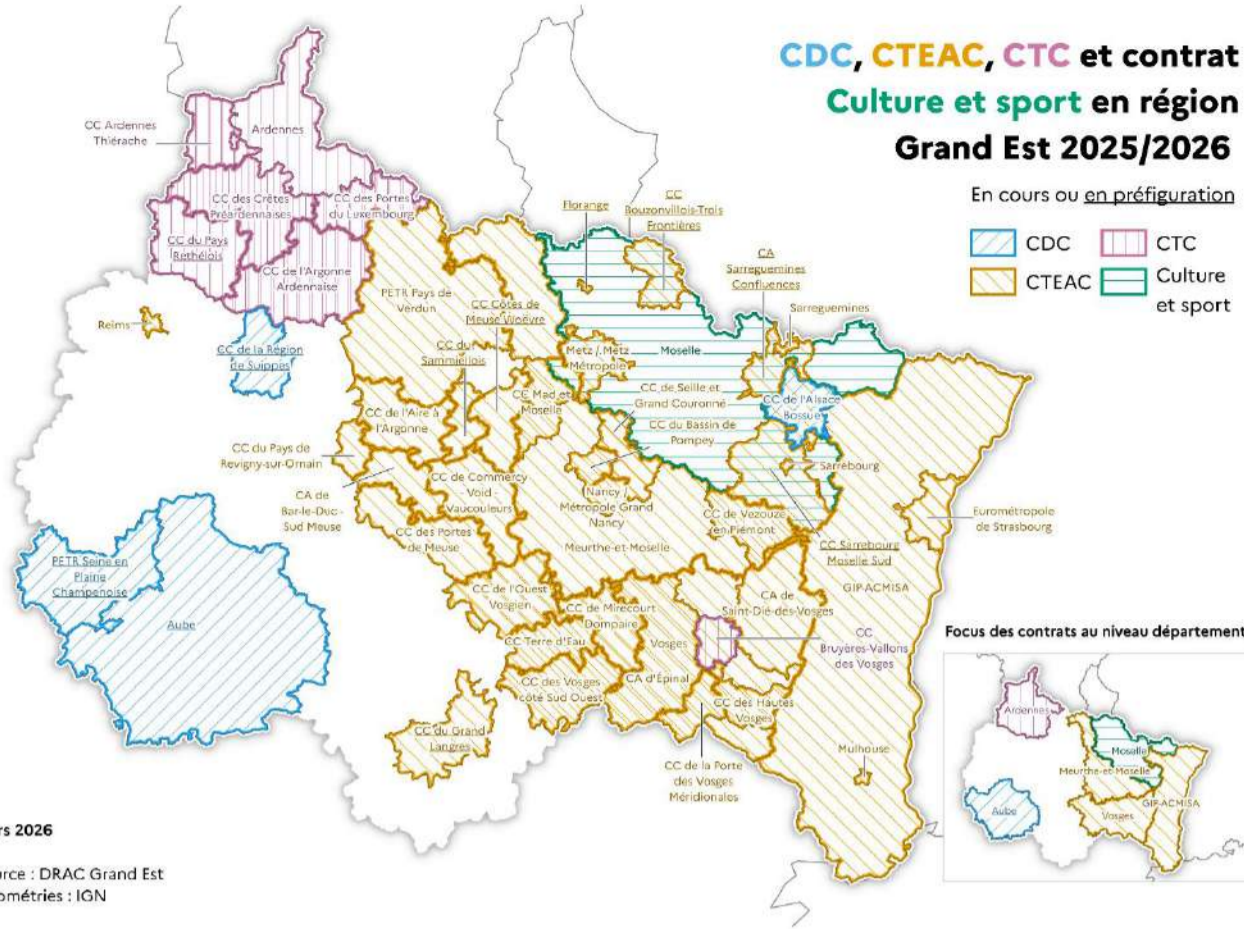 CDC, CTEAC, CTC et contrat
Culture et sport en région
Grand Est 2025/2026
En cours ou en préfiguration
CDC
CTC
CTEAC
Culture
et sport
CC Ardennes
Thiérache
Ardennes
CC des Crêtes
Préardennaises
CC des Portes
du Luxembourg
CC du Pays
Rethélois
CC de l'Argonne
Ardennaise
Reims
CC de la Région
de Suippes
PETR Pays de
Verdun
CC Côtes de
Meuse Woëvre
CC du
Sammiellois
Florange
CC
Bouzonvillois-Trois
Frontières
CA
Sarreguemines
Confluences
Sarreguemines
Metz / Metz
Métropole
Moselle
CC de Seille et
Grand Couronné
CC de l'Alsace
Bossue
CC Mad et
Moselle
CC du Bassin de
Pompey
CC de l'Aire à
l'Argonne
CC du Pays de
Revigny-sur-Ornain
CA de
Bar-le-Duc -
Sud Meuse
CC de Commercy
- Void -
Vaucouleurs
Sarrebourg
Nancy /
Métropole Grand
Nancy
CC de Vezouze
en Piémont
Eurométropole
de Strasbourg
CC des Portes
de Meuse
Meurthe-et-Moselle
CC Sarrebourg
Moselle Sud
PETR Seine en
Plaine
Champenoise
Aube
GIP-ACMISA
CC de l'Ouest
Vosgien
CC de Mirecourt
Dompaire
CA de
Saint-Dié-des-Vosges
CC Terre d'Eau
Vosges
CC
Bruyères-Vallons
des Vosges
CC des Vosges
côté Sud Ouest
CA d'Épinal
CC des Hautes
Vosges
CC du Grand
Langres
Mulhouse
CC de la Porte
des Vosges
Méridionales
Focus des contrats au niveau département
Ardennes
Moselle
Meurthe-et-Moselle
GIP-ACMISA
Vosges
Aube
rs 2026
urce : DRAC Grand Est
ométries : IGN